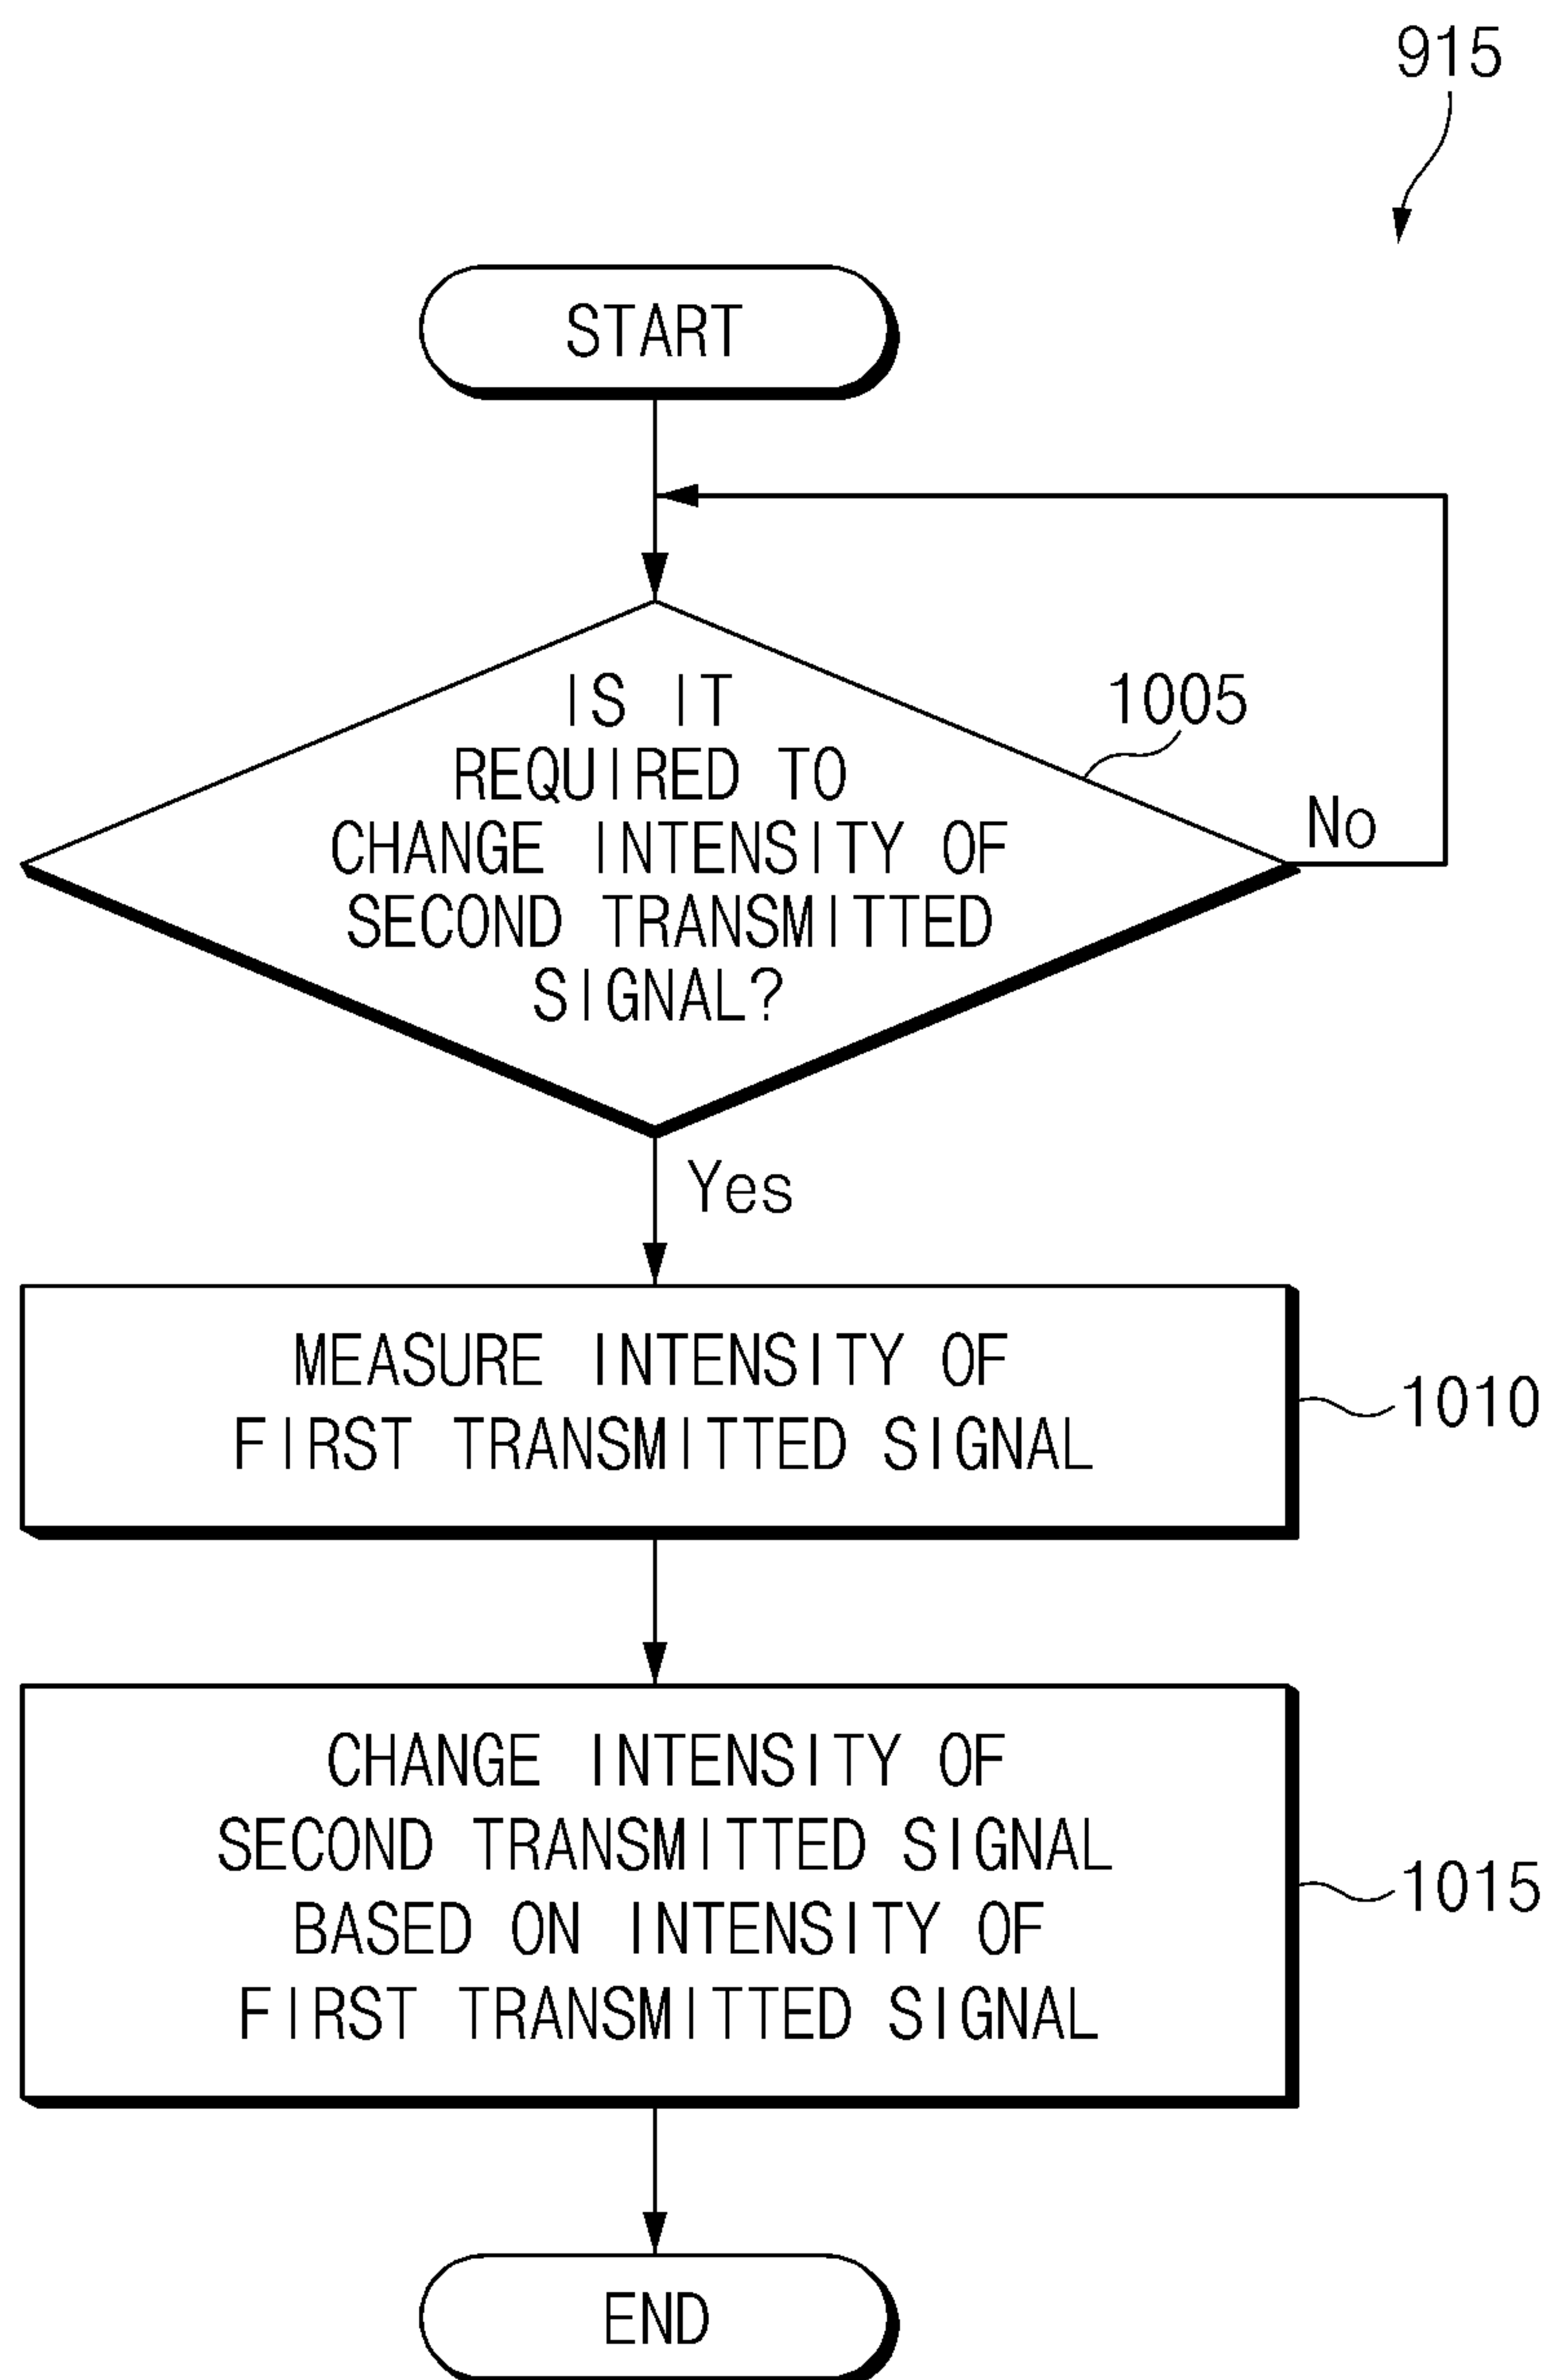 915
START
IS IT
REQUIRED TO
CHANGE INTENSITY OF
SECOND TRANSMITTED
SIGNAL?
1005
No
Yes
MEASURE INTENSITY OF
FIRST TRANSMITTED SIGNAL
1010
CHANGE INTENSITY OF
SECOND TRANSMITTED SIGNAL
BASED ON INTENSITY OF
FIRST TRANSMITTED SIGNAL
1015
END